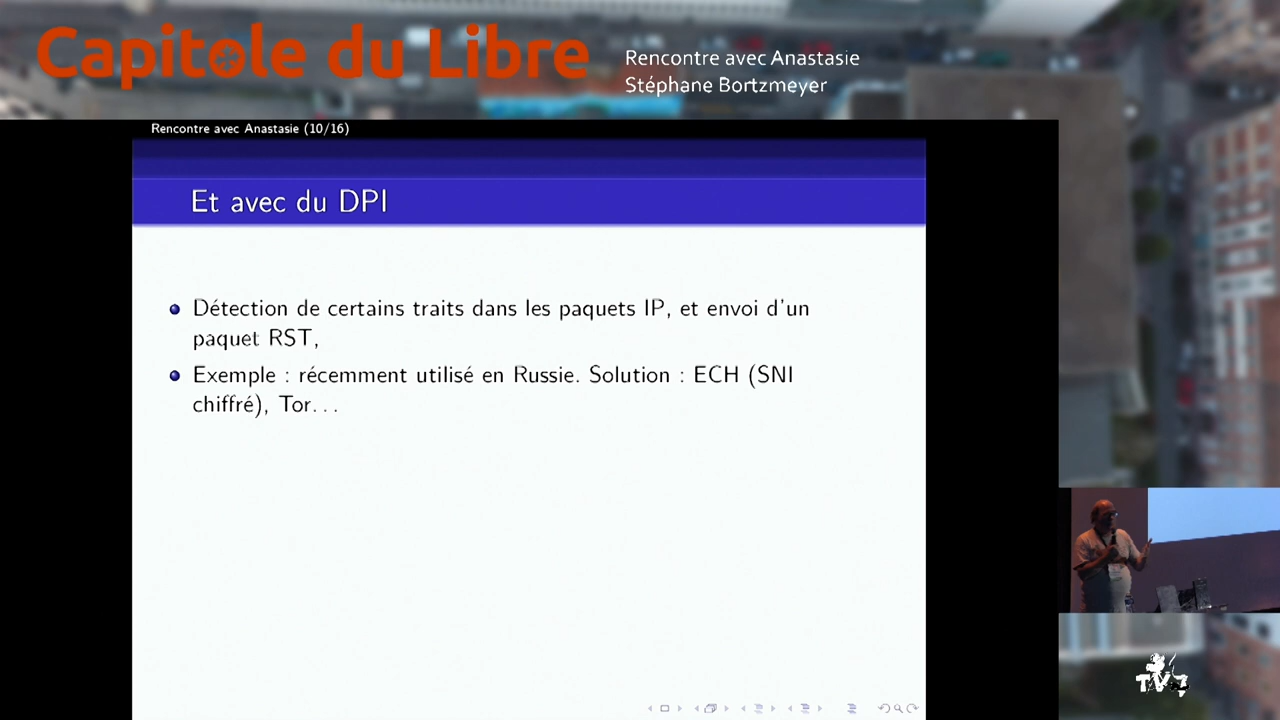 Capitole du Libre
Rencontre avec Anastasie
Stéphane Bortzmeyer
Rencontre avec Anastasie (10/16)
Et avec du DPI
Détection de certains traits dans les paquets IP, et envoi d'un
paquet RST,
Exemple : récemment utilisé en Russie. Solution : ECH (SNI
chiffré), Tor...